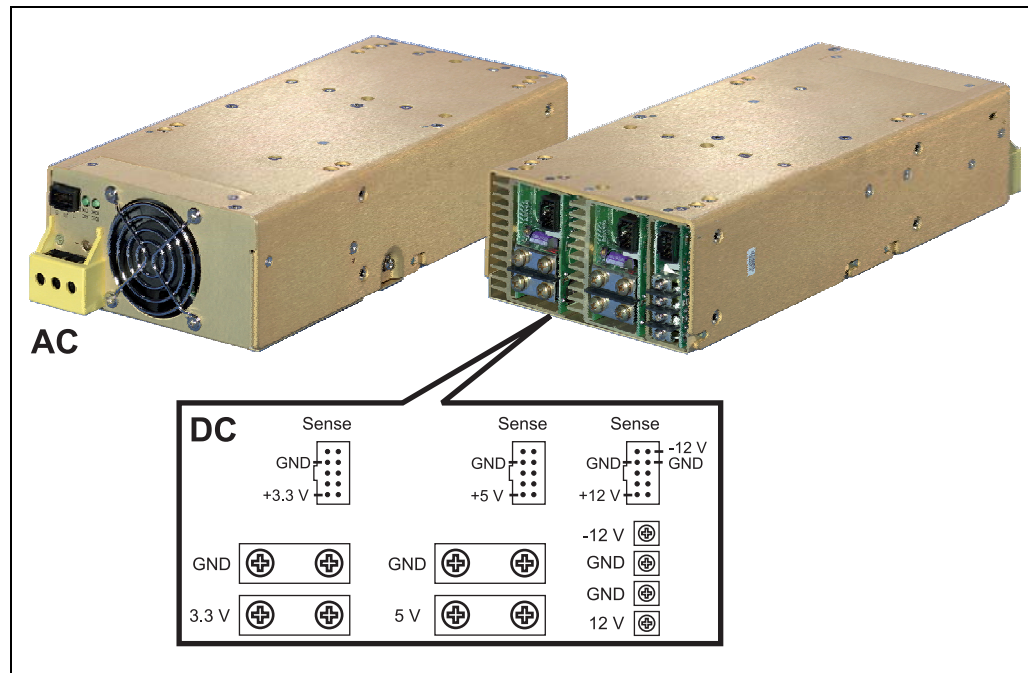 AC
DC
Sense
Sense
Sense
-12 V
GND
GND
GND
GND
+3.3 V
+5 V
+12 V
-12 V
GND
GND
GND
GND
3.3 V
5 V
12 V